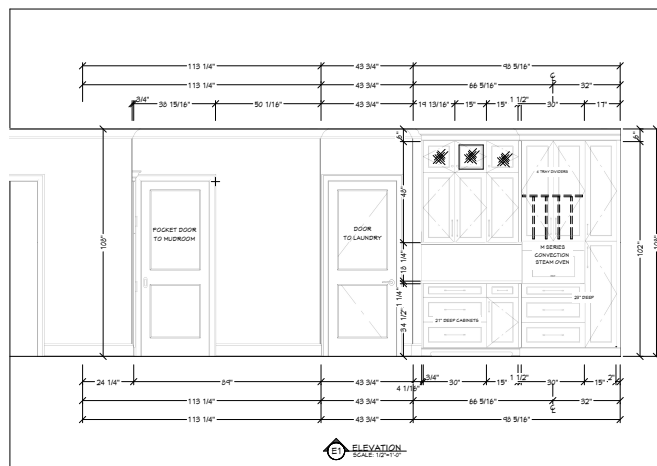 113 1/4" 43 3/4" 98 5/16"
113 1/4" 43 3/4" 66 5/16" 32"
3/4" 38 15/16" 50 1/16" 43 3/4" 19 13/16" 15" 15" 1 1/2" 30" 17"
6" 6"
4 TRAY DIVIDERS
48"
POCKET DOOR
TO MUDROOM
DOOR
TO LAUNDRY
108" 102" 108"
M SERIES
CONVECTION
STEAM OVEN
18 1/4"
1 1/4"
25" DEEP
34 1/2"
21" DEEP CABINETS
3/4" 1 1/2" 2"
24 1/4" 89" 43 3/4" 4 1/16" 30" 15" 30" 15"
113 1/4" 43 3/4" 66 5/16" 32"
113 1/4" 43 3/4" 98 5/16"
E1 ELEVATION
SCALE: 1/2"=1'-0"